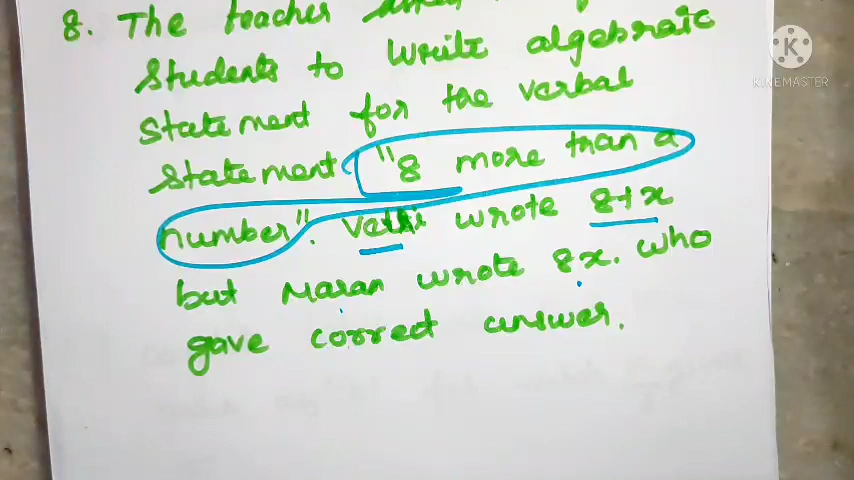 8. The teacher
students to write algebraic
statement for the verbal
statement "8 more than a
number". Vetri wrote 8+x
but Maran wrote 8x. who
gave correct answer.
K
KINEMASTER